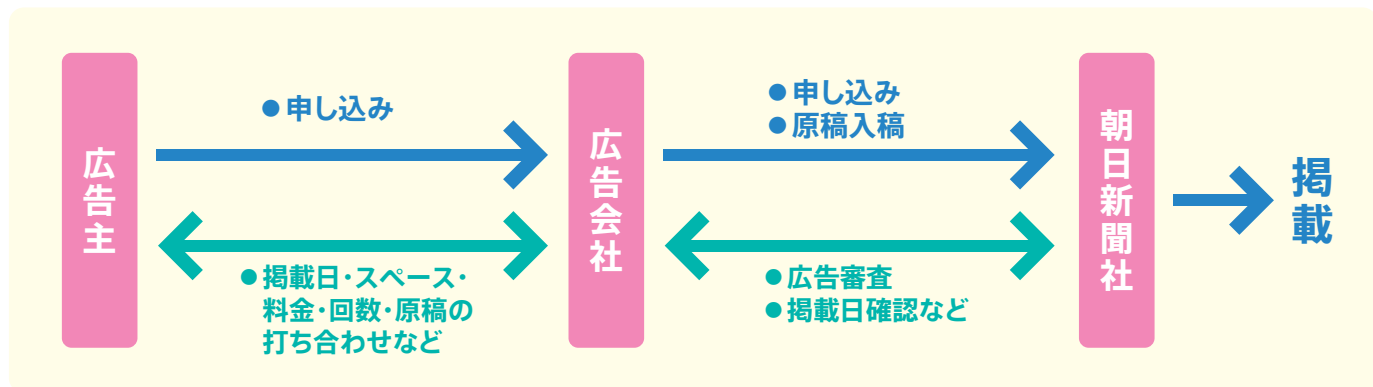 広告主
●申し込み
●掲載日・スペース・
料金・回数・原稿の
打ち合わせなど
広告会社
●申し込み
●原稿入稿
●広告審査
●掲載日確認など
朝日新聞社
掲載